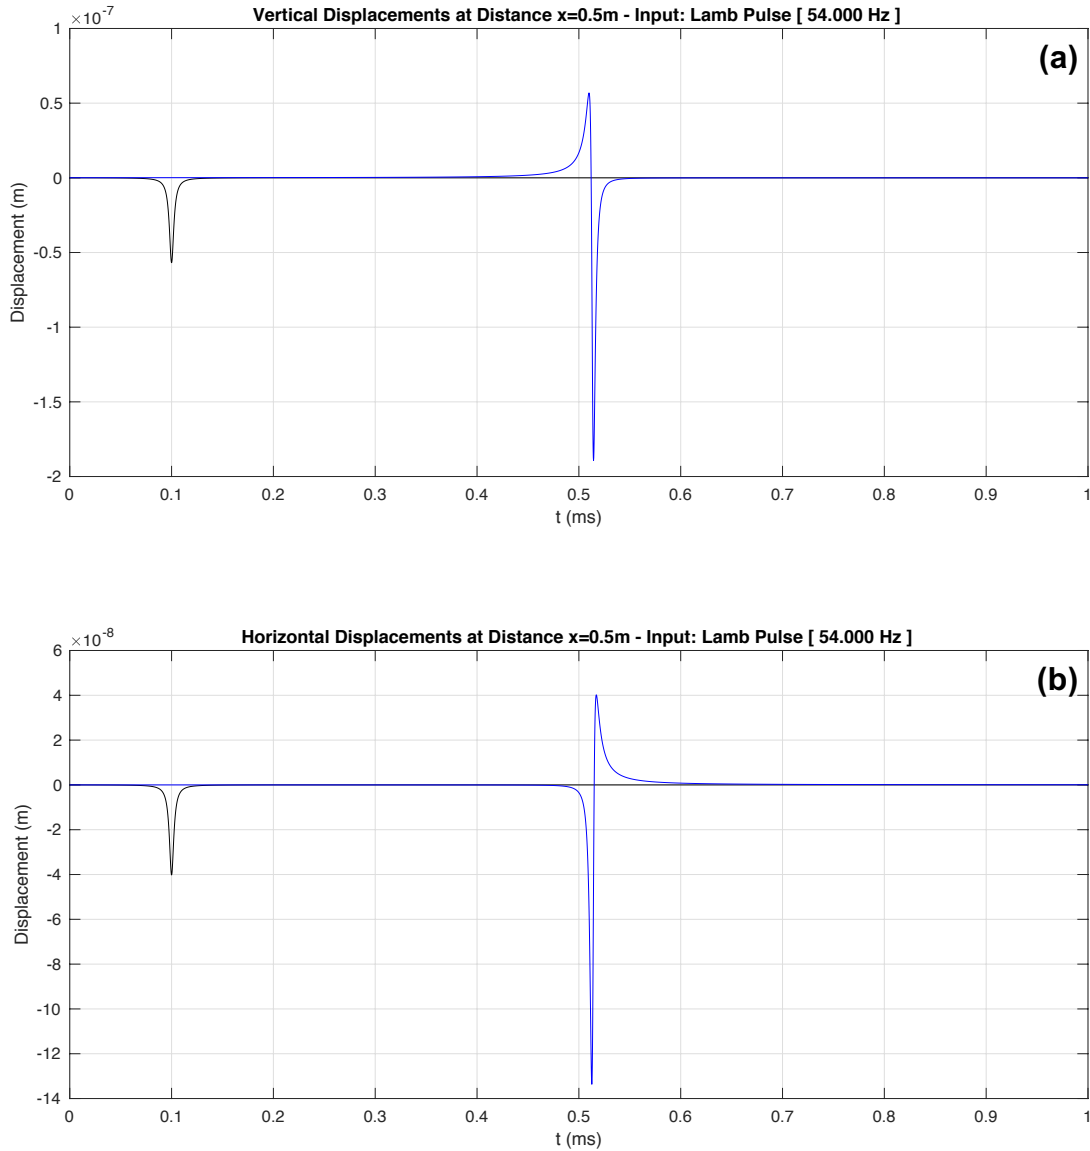 Vertical Displacements at Distance x=0.5m - Input: Lamb Pulse [ 54.000 Hz ]
×10⁻⁷
(a)
1
0.5
0
-0.5
-1
-1.5
-2
Displacement (m)
0 0.1 0.2 0.3 0.4 0.5 0.6 0.7 0.8 0.9 1
t (ms)
Horizontal Displacements at Distance x=0.5m - Input: Lamb Pulse [ 54.000 Hz ]
×10⁻⁸
(b)
6
4
2
0
-2
-4
-6
-8
-10
-12
-14
Displacement (m)
0 0.1 0.2 0.3 0.4 0.5 0.6 0.7 0.8 0.9 1
t (ms)